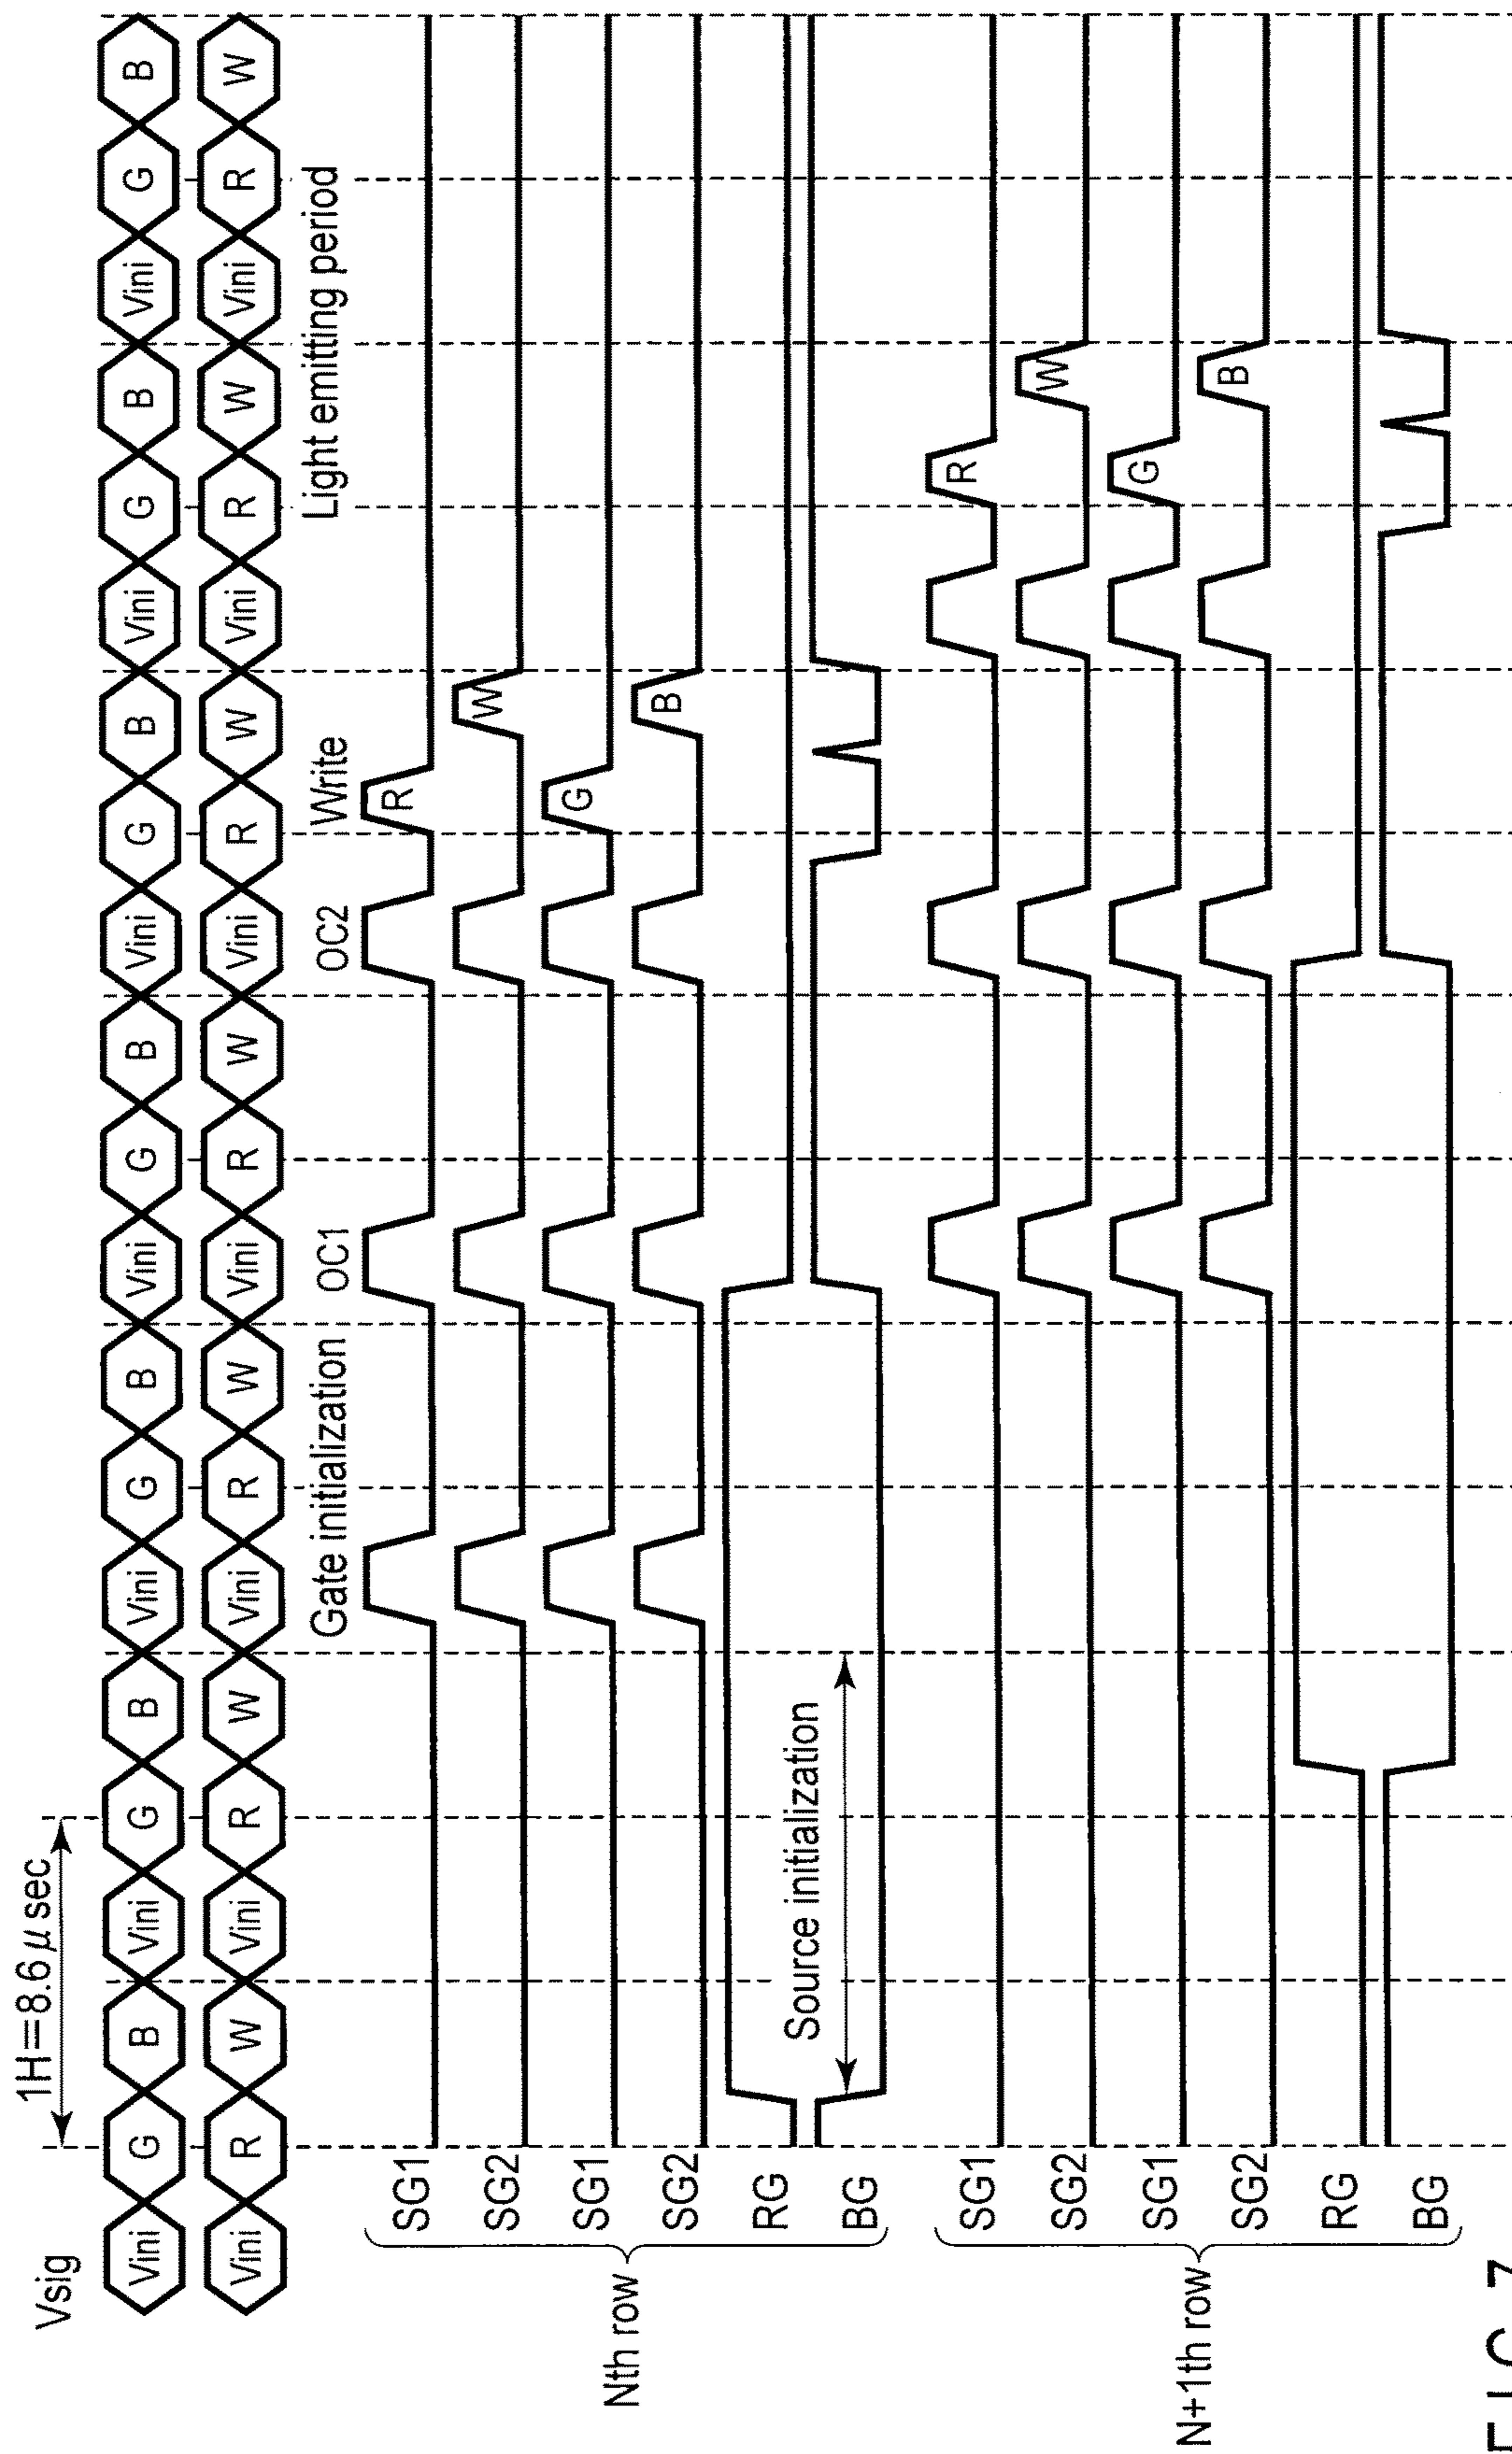 1H=8.6 μ sec
Vsig
Vini G B Vini G B Vini G B Vini G B Vini G B Vini G B Vini G B
Vini R W Vini R W Vini R W Vini R W Vini R W Vini R W Vini R W
Gate initialization OC1 OC2 Write Light emitting period
SG1 R
SG2 W
Nth row
SG1 G
SG2 B
RG
Source initialization
BG
SG1 R
SG2 W
N+1th row
SG1 G
SG2 B
RG
BG
F I G. 7